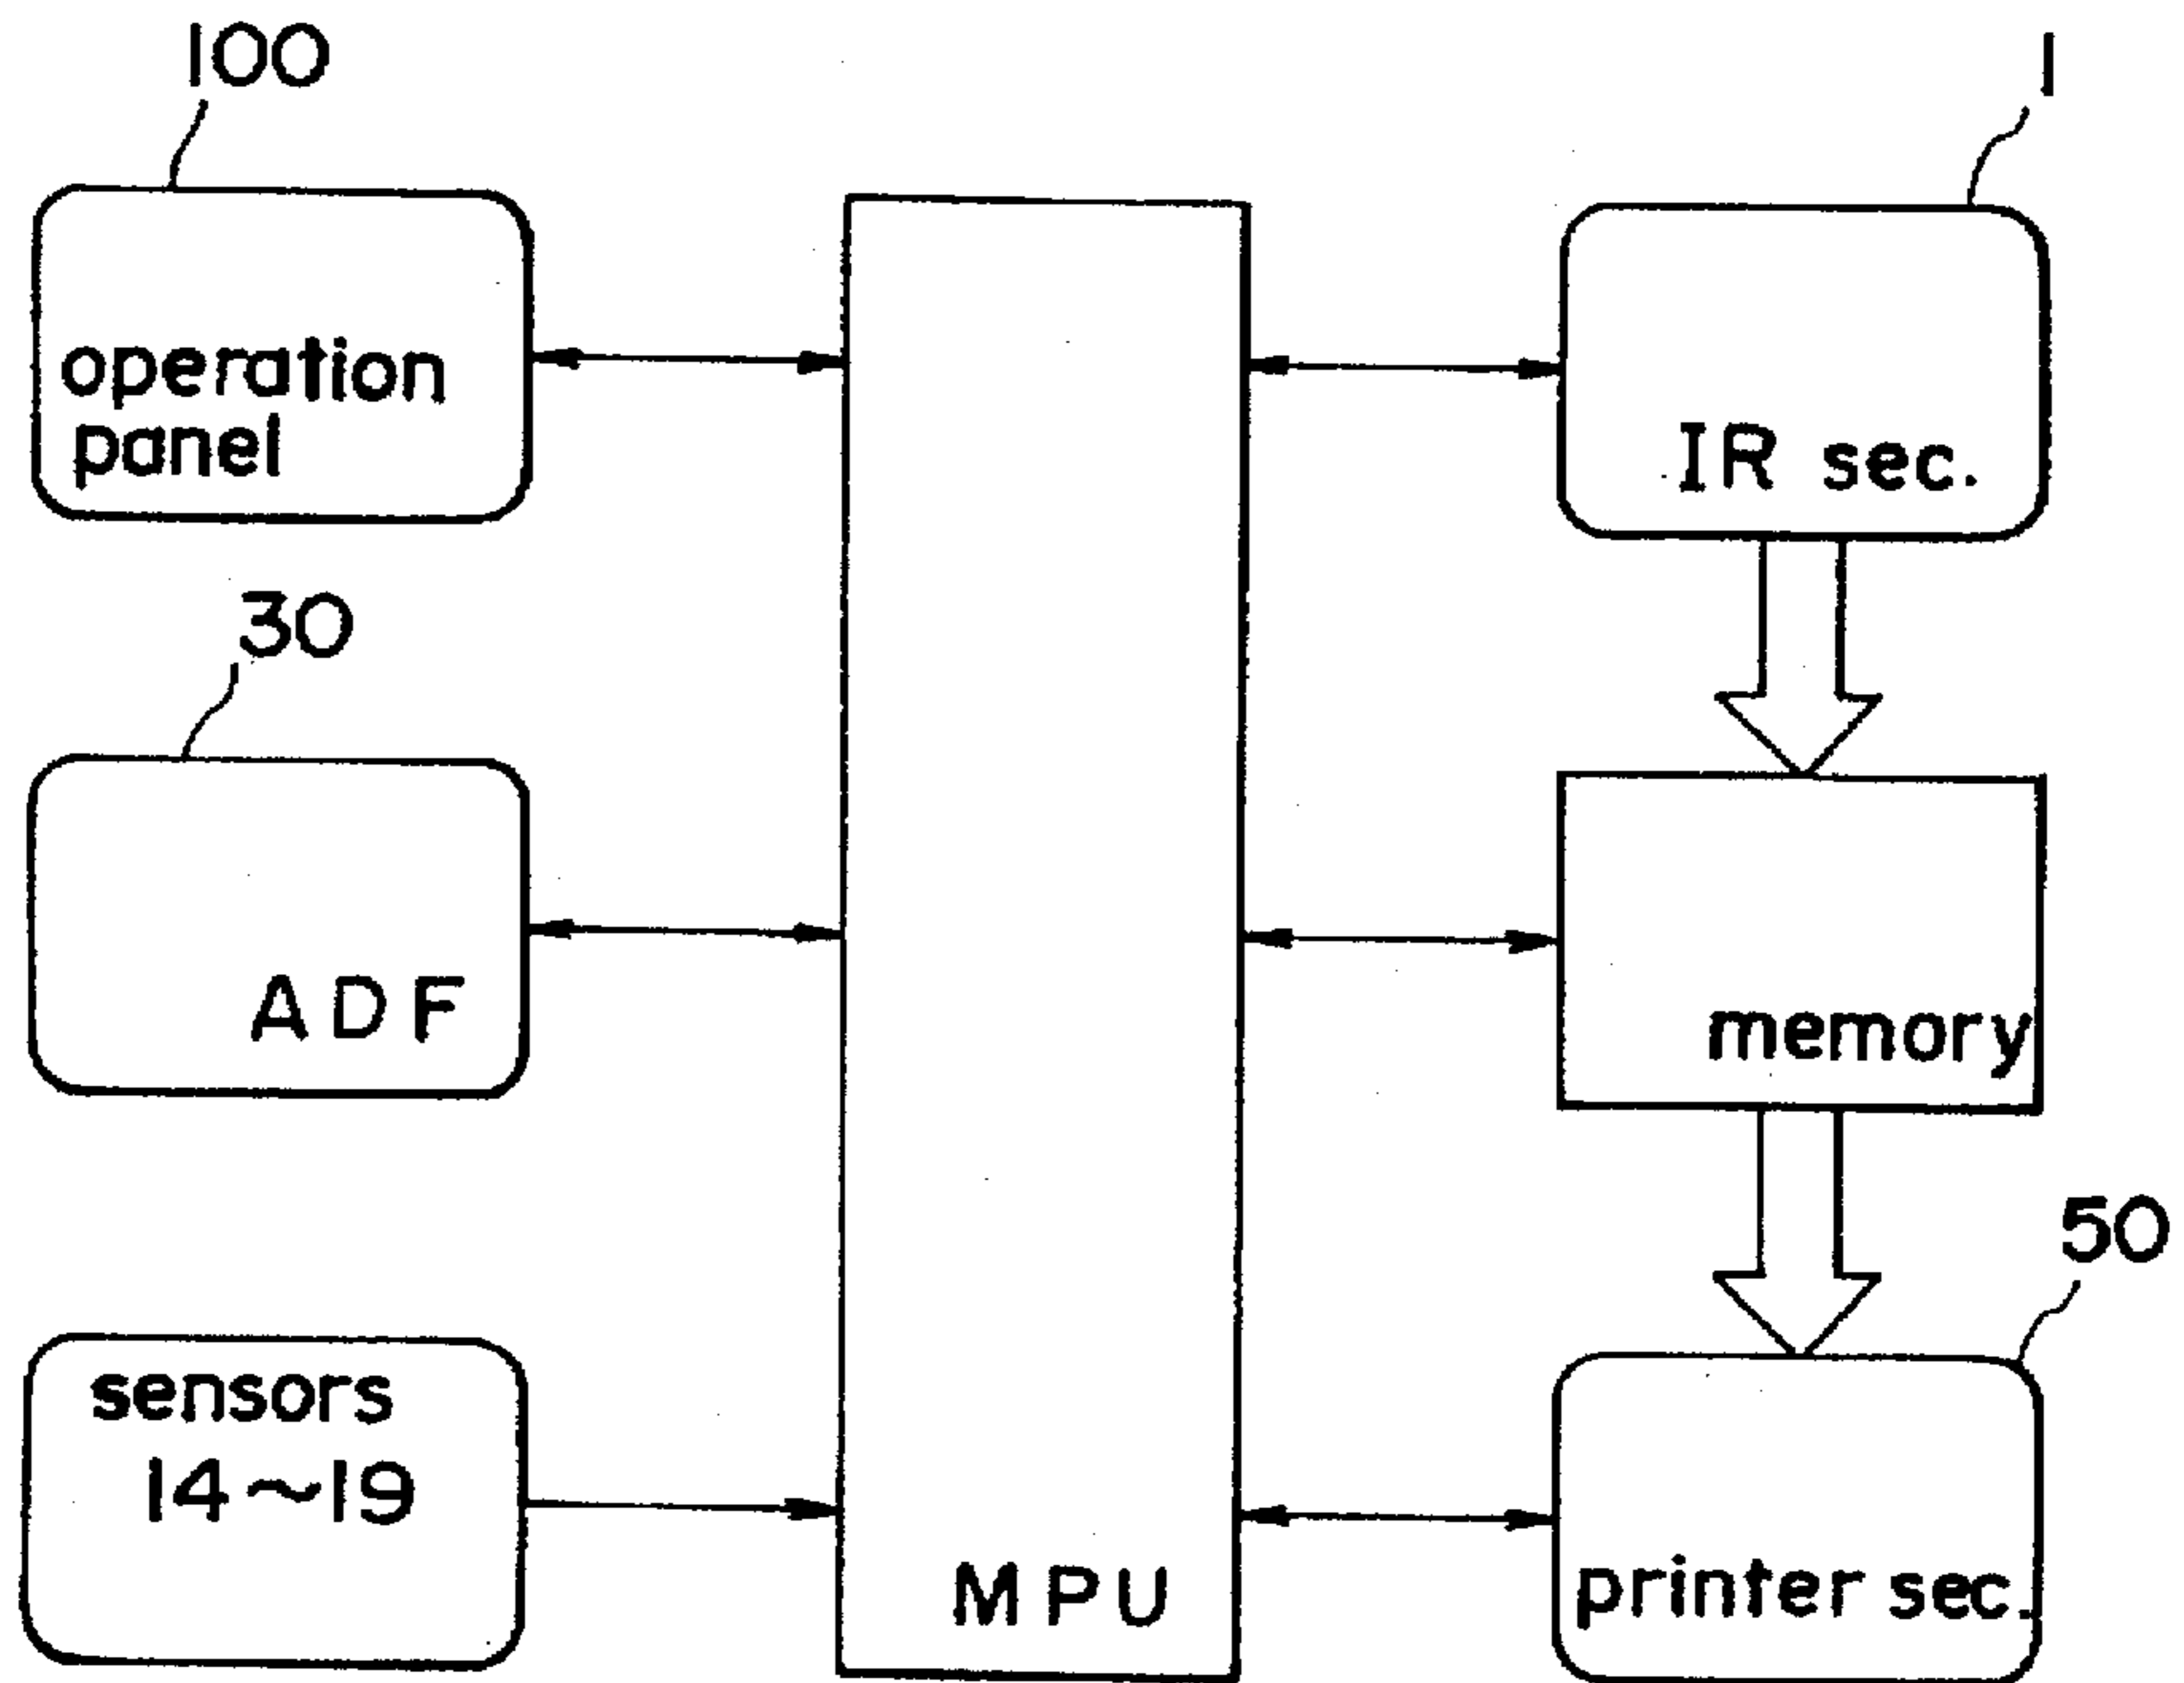 100
1
operation
panel
IR sec.
30
ADF
memory
50
sensors
14~19
MPU
printer sec.